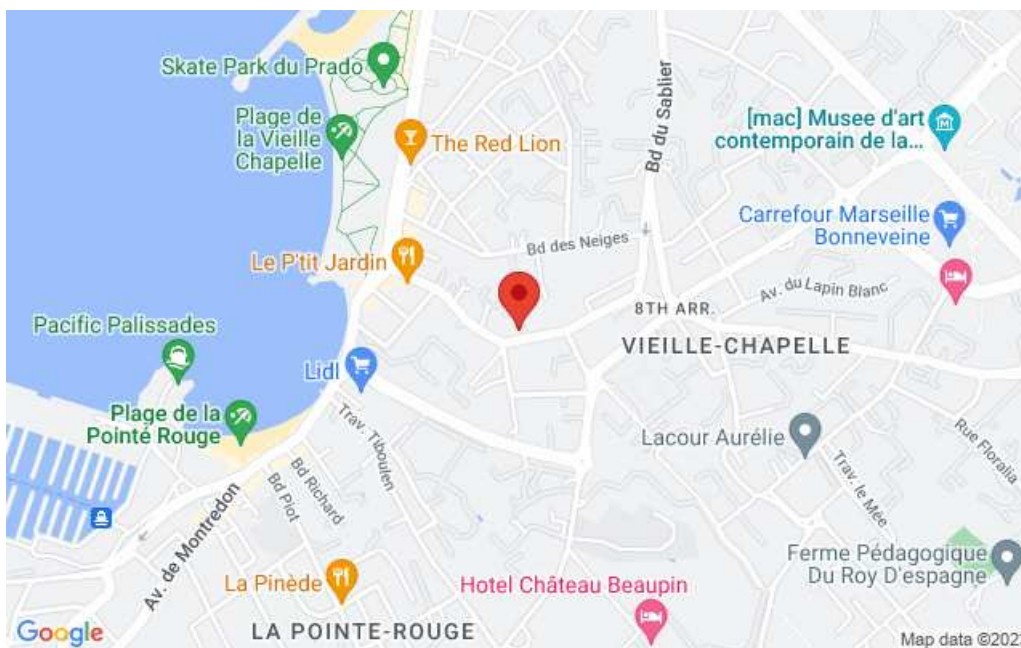 Skate Park du Prado
Plage de
la Vieille
Chapelle
The Red Lion
Bd du Sablier
[mac] Musee d'art
contemporain de la...
Carrefour Marseille
Bonneveine
Bd des Neiges
Le P'tit Jardin
Av. du Lapin Blanc
8TH ARR.
VIEILLE-CHAPELLE
Pacific Palissades
Lidl
Plage de la
Pointe Rouge
Trav. Tiboulen
Lacour Aurélie
Rue Floralia
Trav. le Mée
Bd Richard
Bd Piot
Av. de Montredon
Ferme Pédagogique
Du Roy D'espagne
La Pinède
Hotel Château Beaupin
LA POINTE-ROUGE
Google
Map data ©202